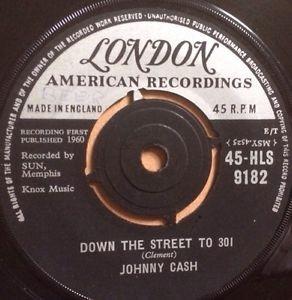 ALL RIGHTS OF THE MANUFACTURER AND OF THE OWNER OF THE RECORDED WORK RESERVED UNAUTHORISED PUBLIC PERFORMANCE BROADCASTING AND COPYING OF THIS RECORD PROHIBITED
LONDON
AMERICAN RECORDINGS
MADE IN ENGLAND
45 R.P.M
RECORDING FIRST
PUBLISHED 1960
Recorded by
SUN,
Memphis
Knox Music
E/T
45-HLS
9182
DOWN THE STREET TO 301
(Clement)
JOHNNY CASH